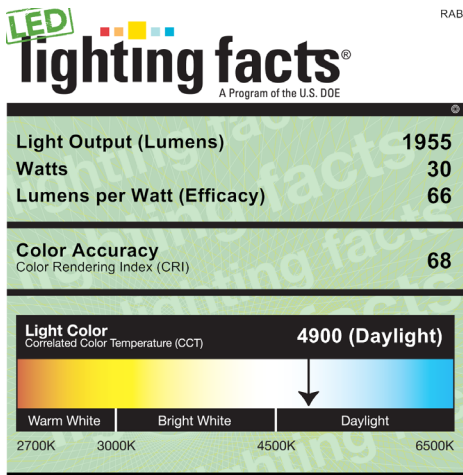 RAB
LED
lighting facts®
A Program of the U.S. DOE
Light Output (Lumens) 1955
Watts 30
Lumens per Watt (Efficacy) 66
Color Accuracy
Color Rendering Index (CRI) 68
Light Color
Correlated Color Temperature (CCT) 4900 (Daylight)
Warm White Bright White Daylight
2700K 3000K 4500K 6500K